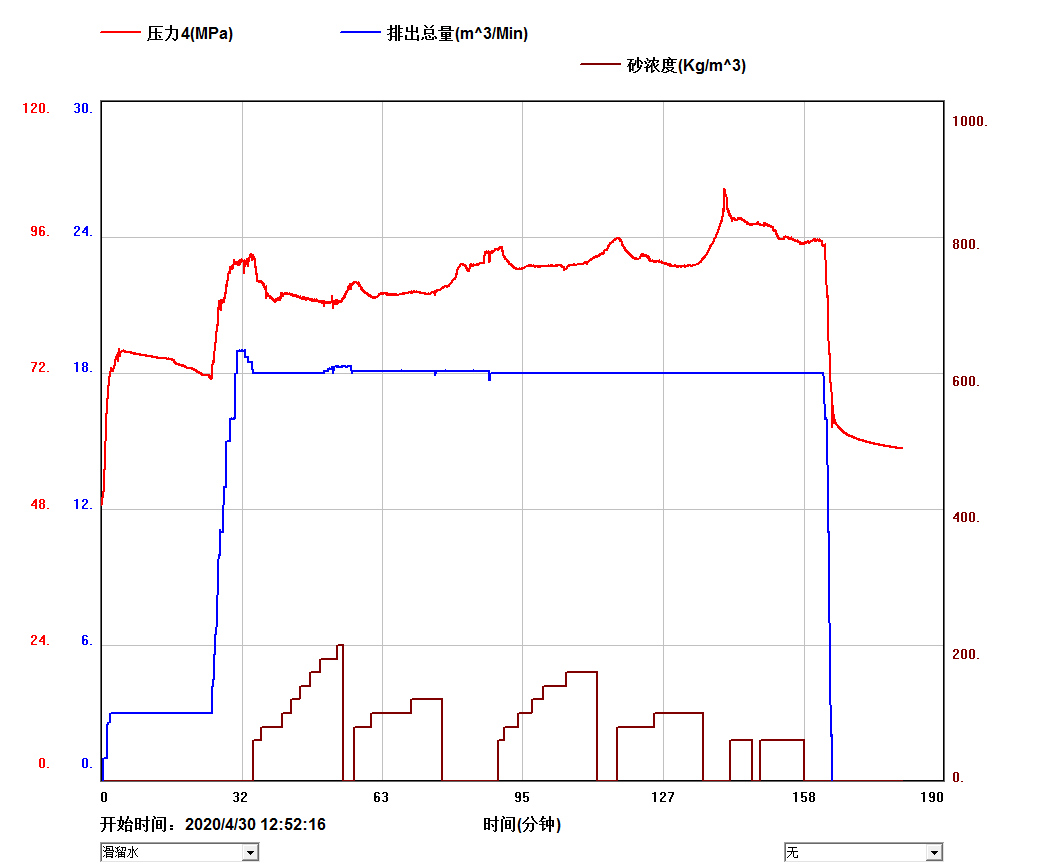 压力4(MPa) 排出总量(m^3/Min)
砂浓度(Kg/m^3)
120. 30. 1000.
96. 24. 800.
72. 18. 600.
48. 12. 400.
24. 6. 200.
0. 0. 0.
0 32 63 95 127 158 190
开始时间：2020/4/30 12:52:16 时间(分钟)
滑溜水 无